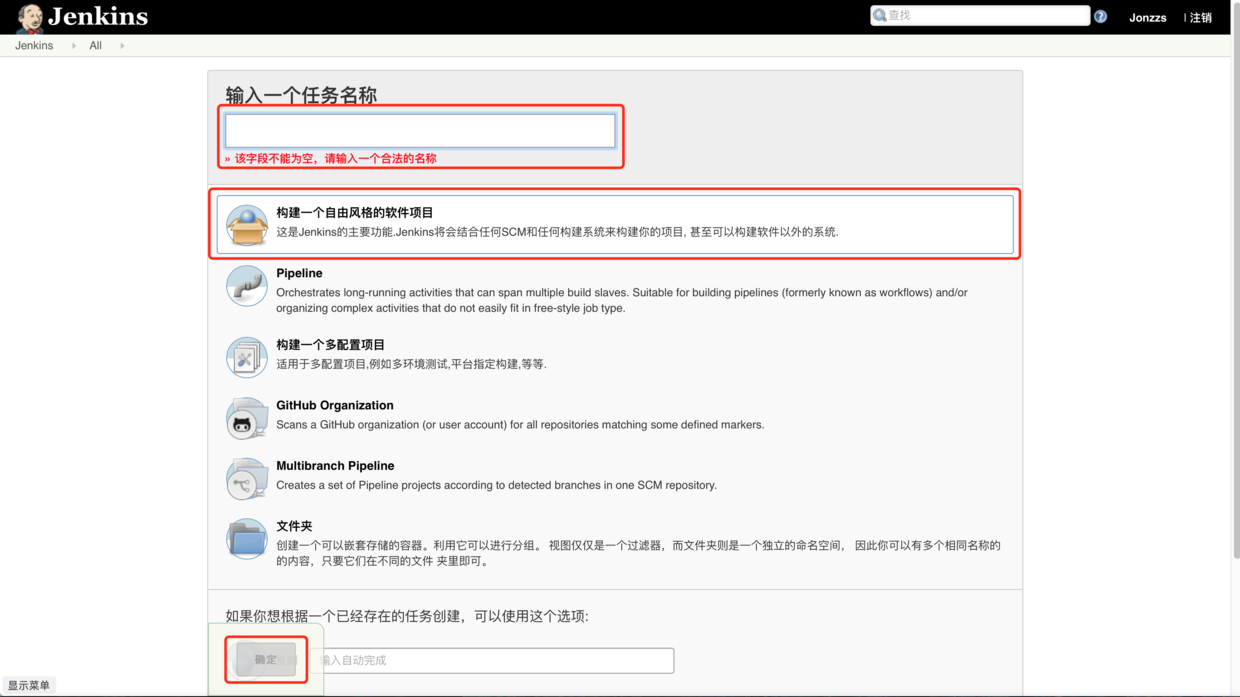 Jenkins
查找
?
Jonzzs
注销
Jenkins
All
输入一个任务名称
» 该字段不能为空，请输入一个合法的名称
构建一个自由风格的软件项目
这是Jenkins的主要功能.Jenkins将会结合任何SCM和任何构建系统来构建你的项目, 甚至可以构建软件以外的系统.
Pipeline
Orchestrates long-running activities that can span multiple build slaves. Suitable for building pipelines (formerly known as workflows) and/or
organizing complex activities that do not easily fit in free-style job type.
构建一个多配置项目
适用于多配置项目,例如多环境测试,平台指定构建,等等.
GitHub Organization
Scans a GitHub organization (or user account) for all repositories matching some defined markers.
Multibranch Pipeline
Creates a set of Pipeline projects according to detected branches in one SCM repository.
文件夹
创建一个可以嵌套存储的容器。利用它可以进行分组。 视图仅仅是一个过滤器，而文件夹则是一个独立的命名空间， 因此你可以有多个相同名称的
的内容，只要它们在不同的文件 夹里即可。
如果你想根据一个已经存在的任务创建，可以使用这个选项:
确定
输入自动完成
显示菜单